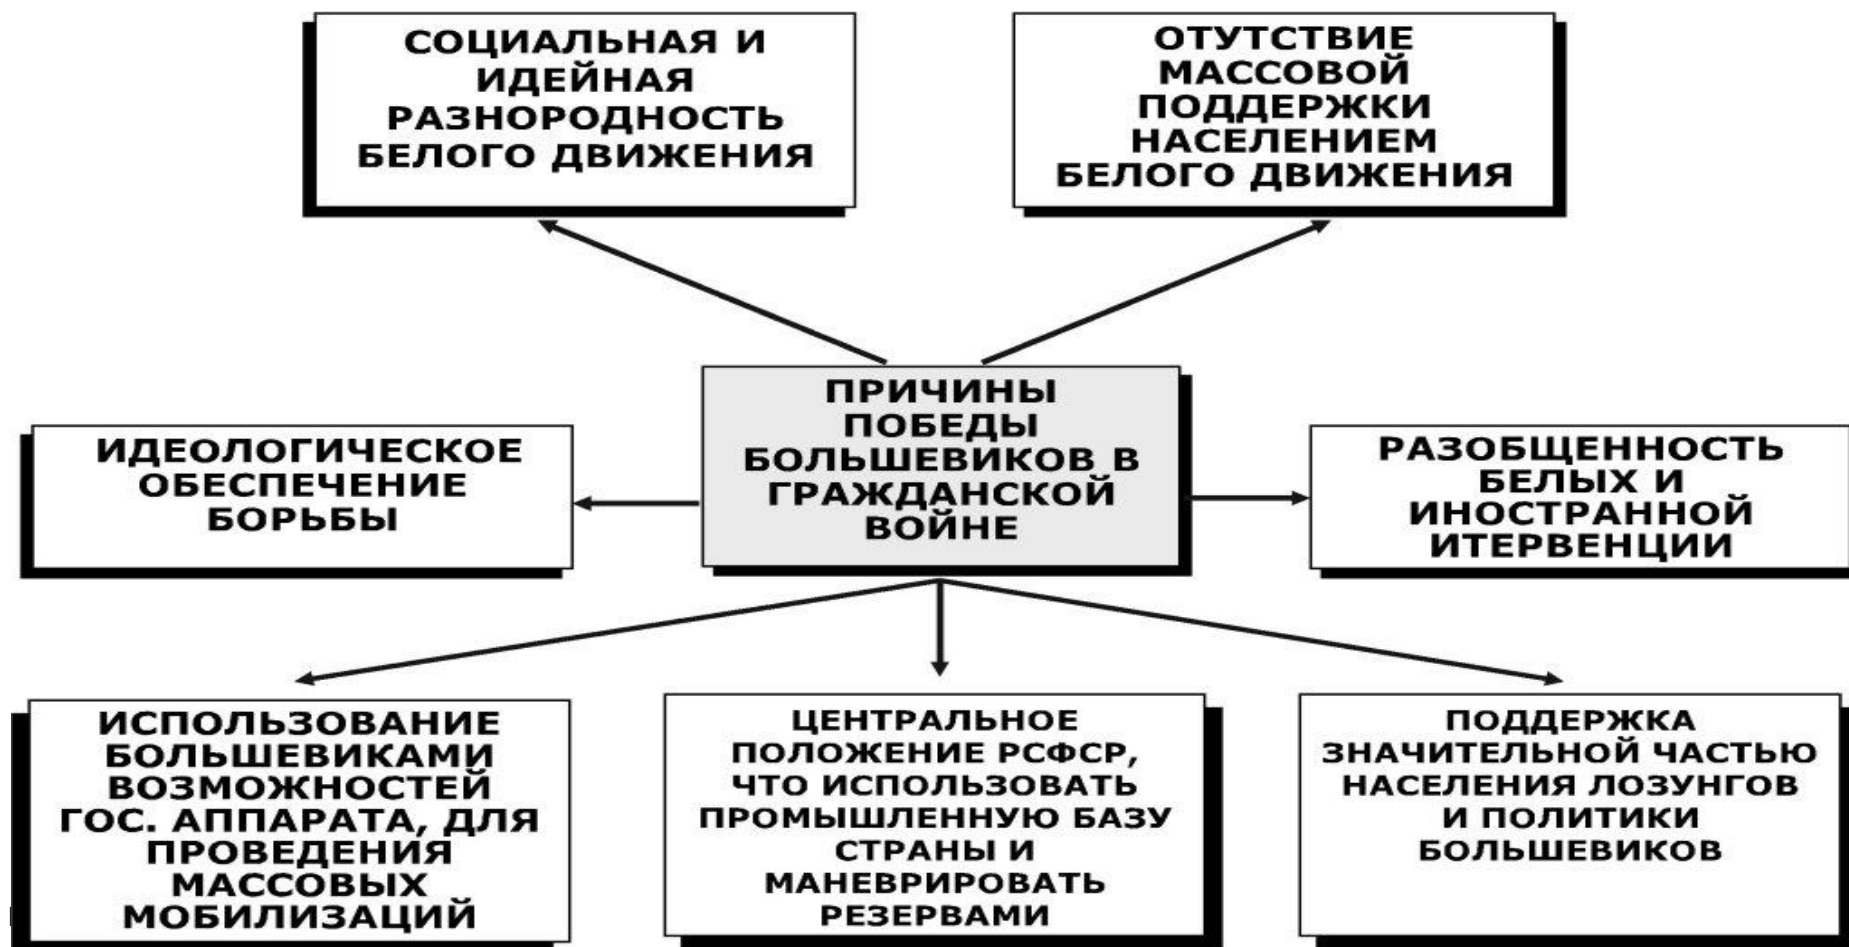 СОЦИАЛЬНАЯ И
ИДЕЙНАЯ
РАЗНОРОДНОСТЬ
БЕЛОГО ДВИЖЕНИЯ
ОТУТСТВИЕ
МАССОВОЙ
ПОДДЕРЖКИ
НАСЕЛЕНИЕМ
БЕЛОГО ДВИЖЕНИЯ
ИДЕОЛОГИЧЕСКОЕ
ОБЕСПЕЧЕНИЕ
БОРЬБЫ
ПРИЧИНЫ
ПОБЕДЫ
БОЛЬШЕВИКОВ В
ГРАЖДАНСКОЙ
ВОЙНЕ
РАЗОБЩЕННОСТЬ
БЕЛЫХ И
ИНОСТРАННОЙ
ИТЕРВЕНЦИИ
ИСПОЛЬЗОВАНИЕ
БОЛЬШЕВИКАМИ
ВОЗМОЖНОСТЕЙ
ГОС. АППАРАТА, ДЛЯ
ПРОВЕДЕНИЯ
МАССОВЫХ
МОБИЛИЗАЦИЙ
ЦЕНТРАЛЬНОЕ
ПОЛОЖЕНИЕ РСФСР,
ЧТО ИСПОЛЬЗОВАТЬ
ПРОМЫШЛЕННУЮ БАЗУ
СТРАНЫ И
МАНЕВРИРОВАТЬ
РЕЗЕРВАМИ
ПОДДЕРЖКА
ЗНАЧИТЕЛЬНОЙ ЧАСТЬЮ
НАСЕЛЕНИЯ ЛОЗУНГОВ
И ПОЛИТИКИ
БОЛЬШЕВИКОВ